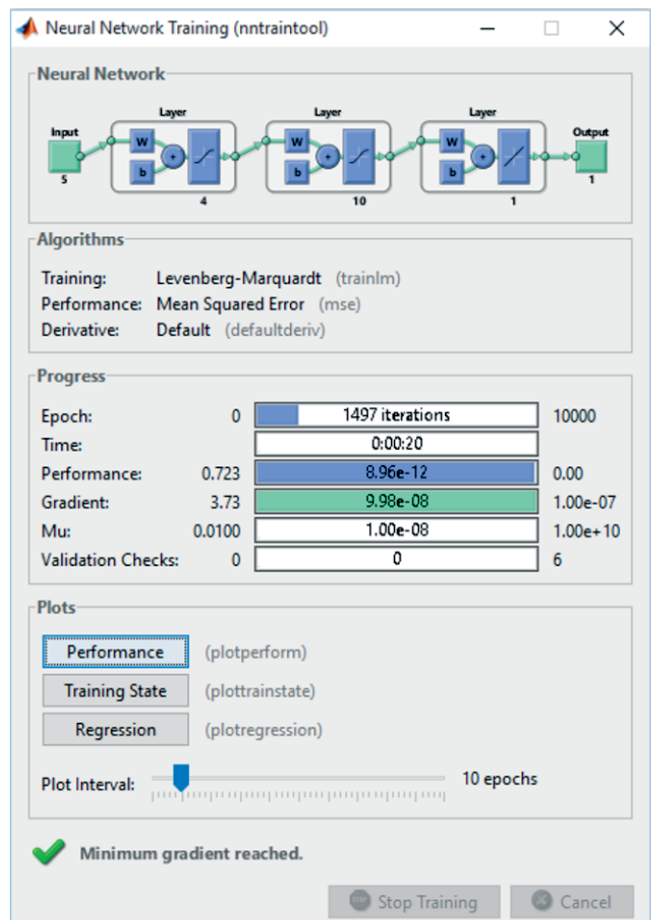 Neural Network Training (nntraintool)
Neural Network
Layer Layer Layer
Input Output
W W W
+ + +
b b b
5 4 10 1 1
Algorithms
Training: Levenberg-Marquardt (trainlm)
Performance: Mean Squared Error (mse)
Derivative: Default (defaultderiv)
Progress
Epoch: 0 1497 iterations 10000
Time: 0:00:20
Performance: 0.723 8.96e-12 0.00
Gradient: 3.73 9.98e-08 1.00e-07
Mu: 0.0100 1.00e-08 1.00e+10
Validation Checks: 0 0 6
Plots
Performance (plotperform)
Training State (plottrainstate)
Regression (plotregression)
Plot Interval: 10 epochs
Minimum gradient reached.
STOP Stop Training Cancel